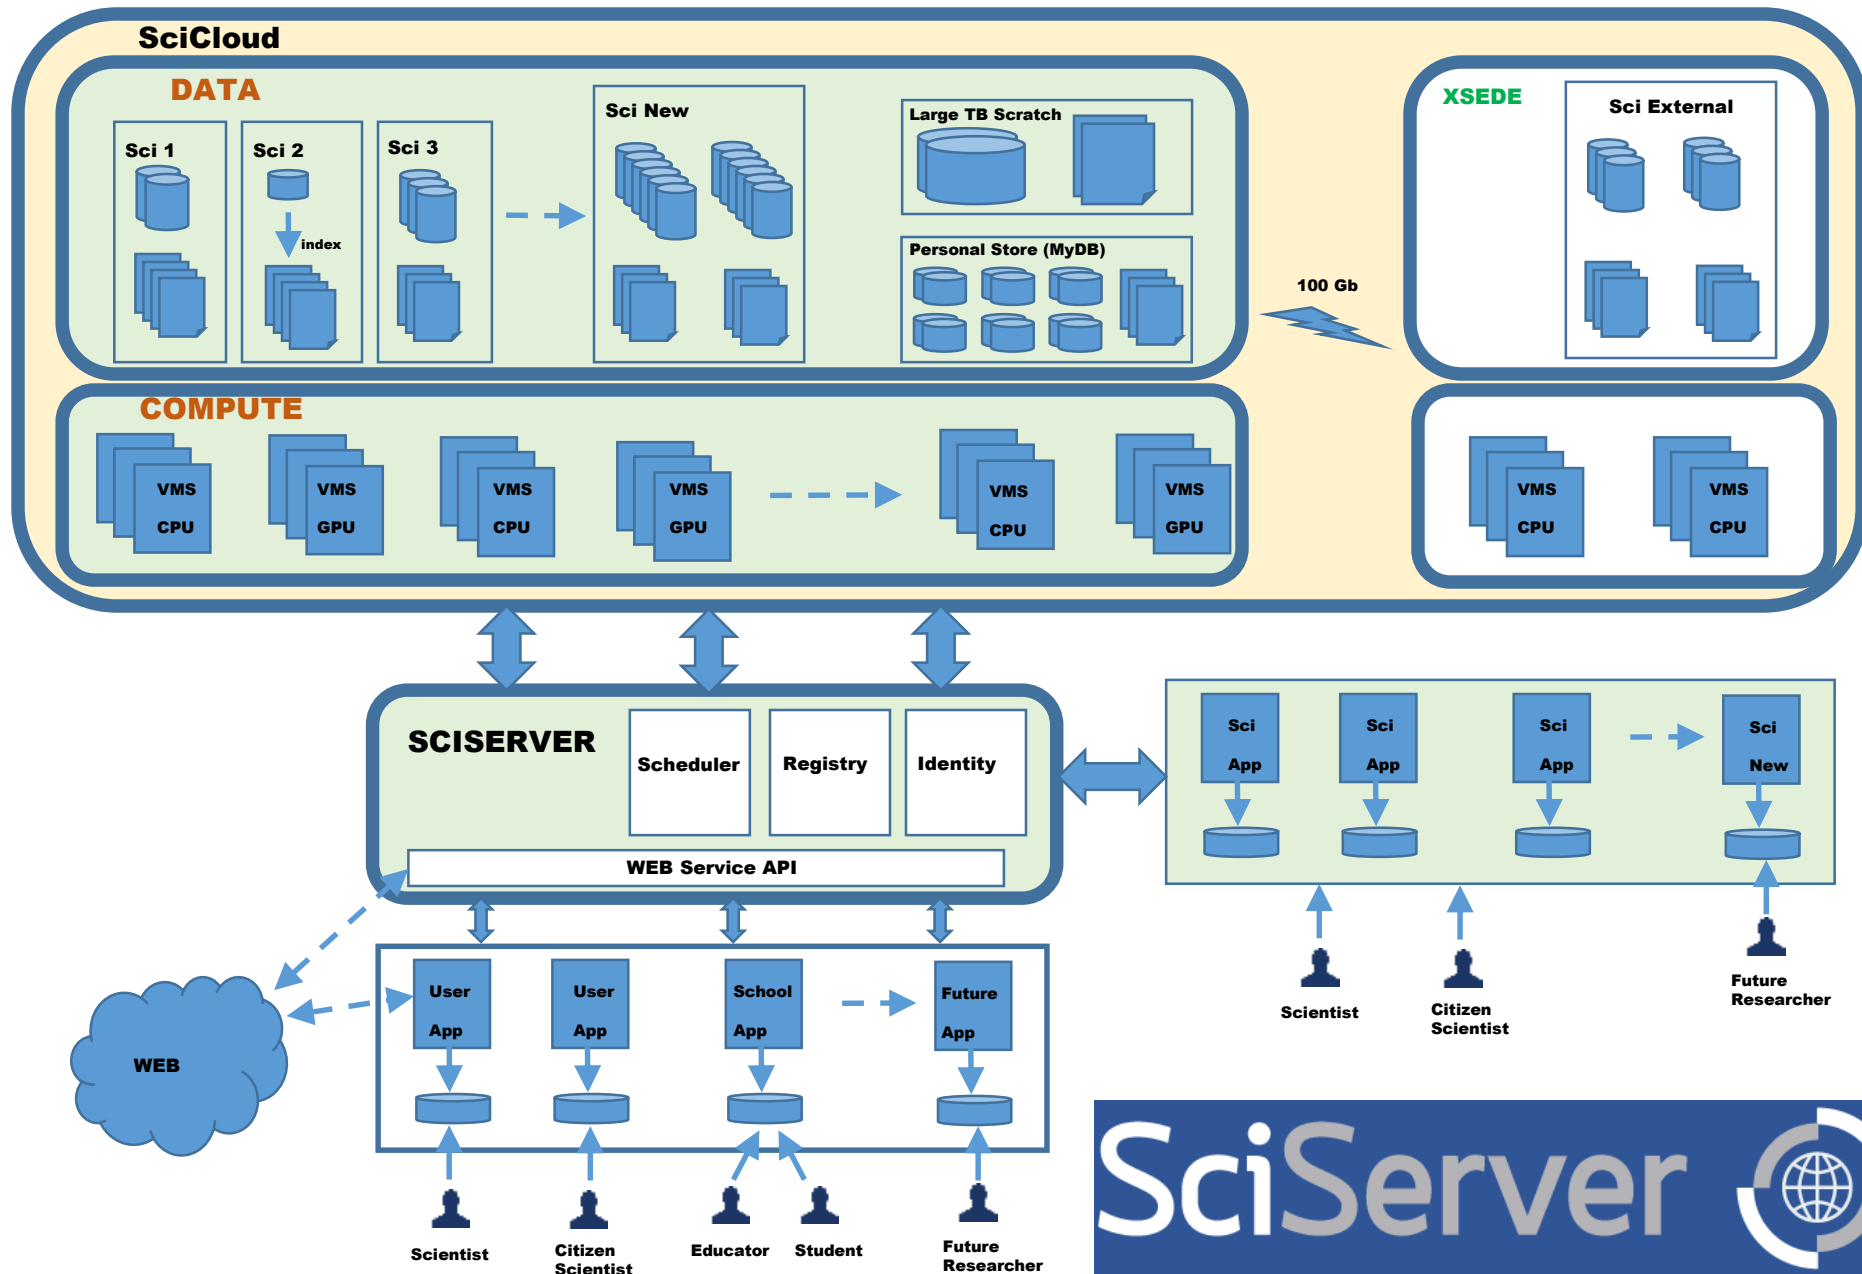 SciCloud
DATA
Sci 1
Sci 2
index
Sci 3
Sci New
Large TB Scratch
Personal Store (MyDB)
100 Gb
XSEDE
Sci External
COMPUTE
VMS
CPU
VMS
GPU
VMS
CPU
VMS
GPU
VMS
CPU
VMS
GPU
VMS
CPU
VMS
CPU
SCISERVER
Scheduler
Registry
Identity
WEB Service API
Sci
App
Sci
App
Sci
App
Sci
New
Scientist
Citizen
Scientist
Future
Researcher
WEB
User
App
User
App
School
App
Future
App
Scientist
Citizen
Scientist
Educator
Student
Future
Researcher
SciServer